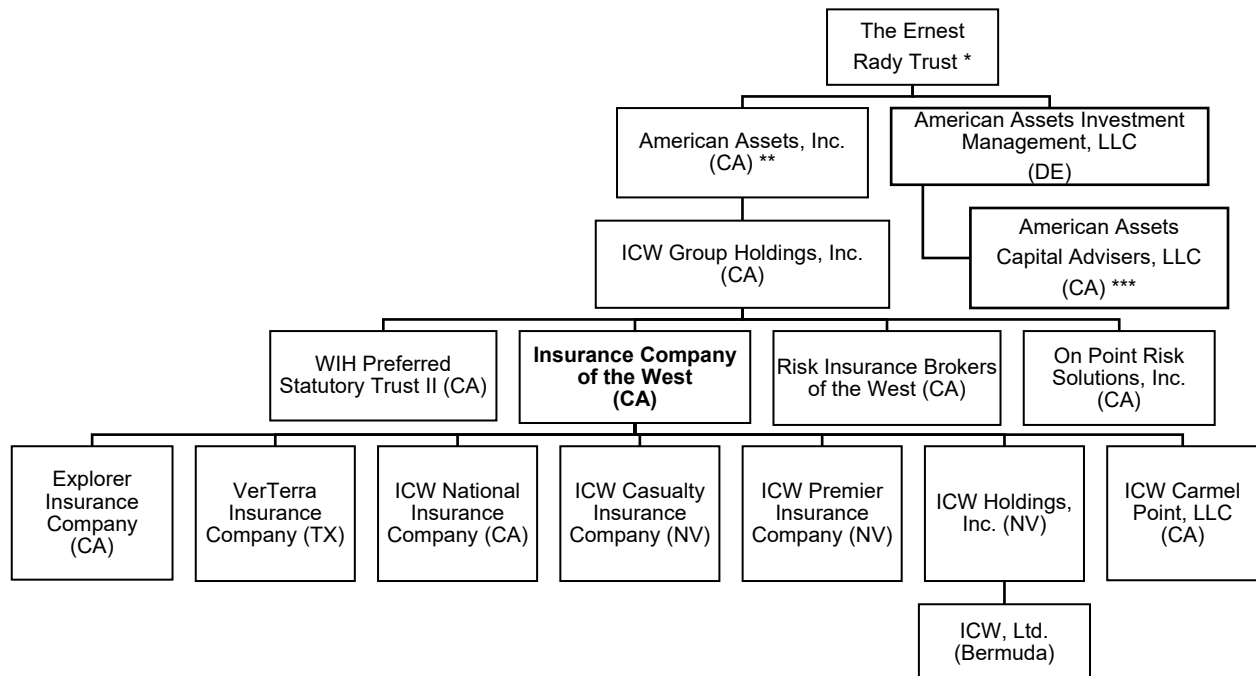 The Ernest
Rady Trust *
American Assets, Inc.
(CA) **
American Assets Investment
Management, LLC
(DE)
American Assets
Capital Advisers, LLC
(CA) ***
ICW Group Holdings, Inc.
(CA)
WIH Preferred
Statutory Trust II (CA)
Insurance Company
of the West
(CA)
Risk Insurance Brokers
of the West (CA)
On Point Risk
Solutions, Inc.
(CA)
Explorer
Insurance
Company
(CA)
VerTerra
Insurance
Company (TX)
ICW National
Insurance
Company (CA)
ICW Casualty
Insurance
Company (NV)
ICW Premier
Insurance
Company (NV)
ICW Holdings,
Inc. (NV)
ICW Carmel
Point, LLC
(CA)
ICW, Ltd.
(Bermuda)